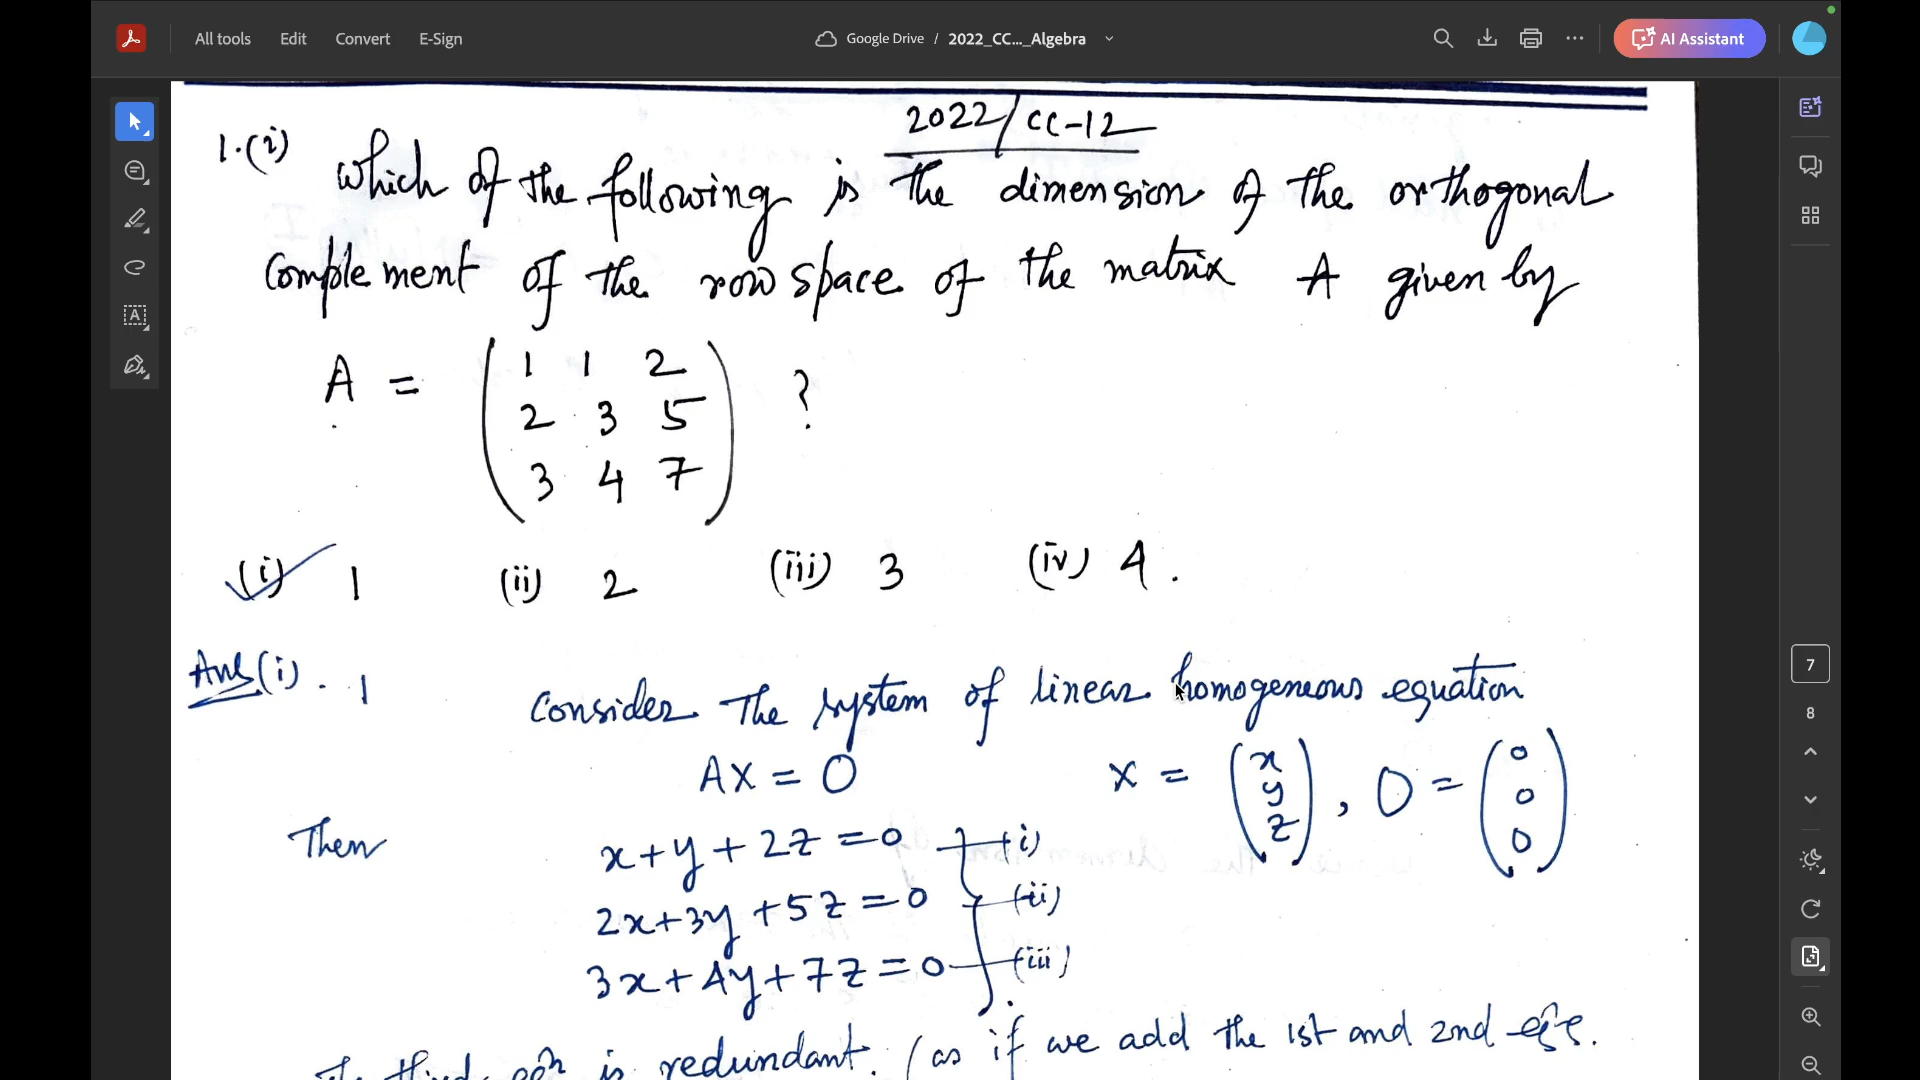 All tools Edit Convert E-Sign Google Drive / 2022_CC..._Algebra AI Assistant
2022/CC-12
1.(i) Which of the following is the dimension of the orthogonal
complement of the row space of the matrix A given by
A = ( 1 1 2
2 3 5
3 4 7 ) ?
(i) 1 (ii) 2 (iii) 3 (iv) 4.
Ans (i). 1 Consider the system of linear homogeneous equation
AX = O X = ( x y z ), O = ( 0 0 0 )
Then x+y+2z=0 (i)
2x+3y+5z=0 (ii)
3x+4y+7z=0 (iii)
third is redundant. (as if we add the 1st and 2nd
7
8